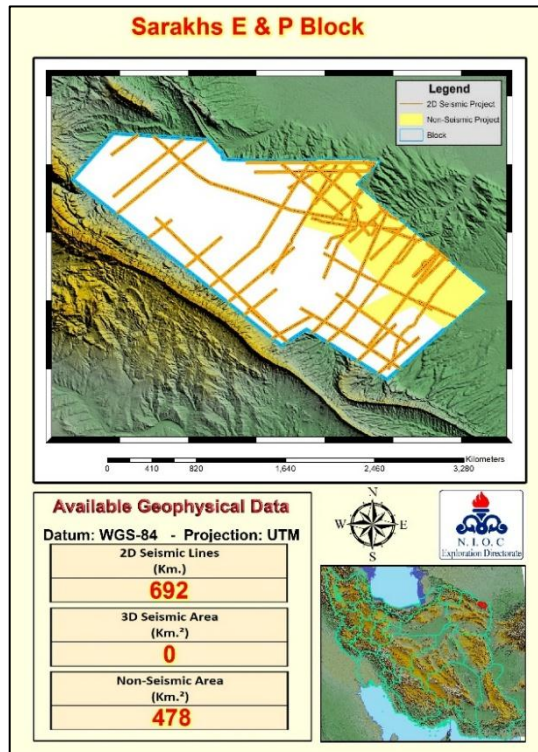 Sarakhs E & P Block
Legend
2D Seismic Project
Non-Seismic Project
Block
Kilometers
0 410 820 1,640 2,460 3,280
Available Geophysical Data
Datum: WGS-84 - Projection: UTM
2D Seismic Lines
(Km.)
692
3D Seismic Area
(Km.²)
0
Non-Seismic Area
(Km.²)
478
N
W E
S
N.I.O.C
Exploration Directorate